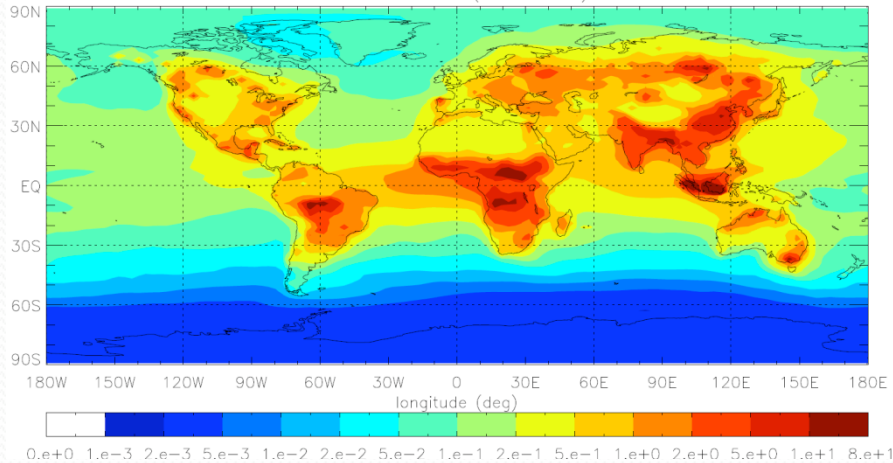 90N
60N
30N
EQ
30S
60S
90S
180W 150W 120W 90W 60W 30W 0 30E 60E 90E 120E 150E 180E
longitude (deg)
0.e+0 1.e-3 2.e-3 5.e-3 1.e-2 2.e-2 5.e-2 1.e-1 2.e-1 5.e-1 1.e+0 2.e+0 5.e+0 1.e+1 8.e+1